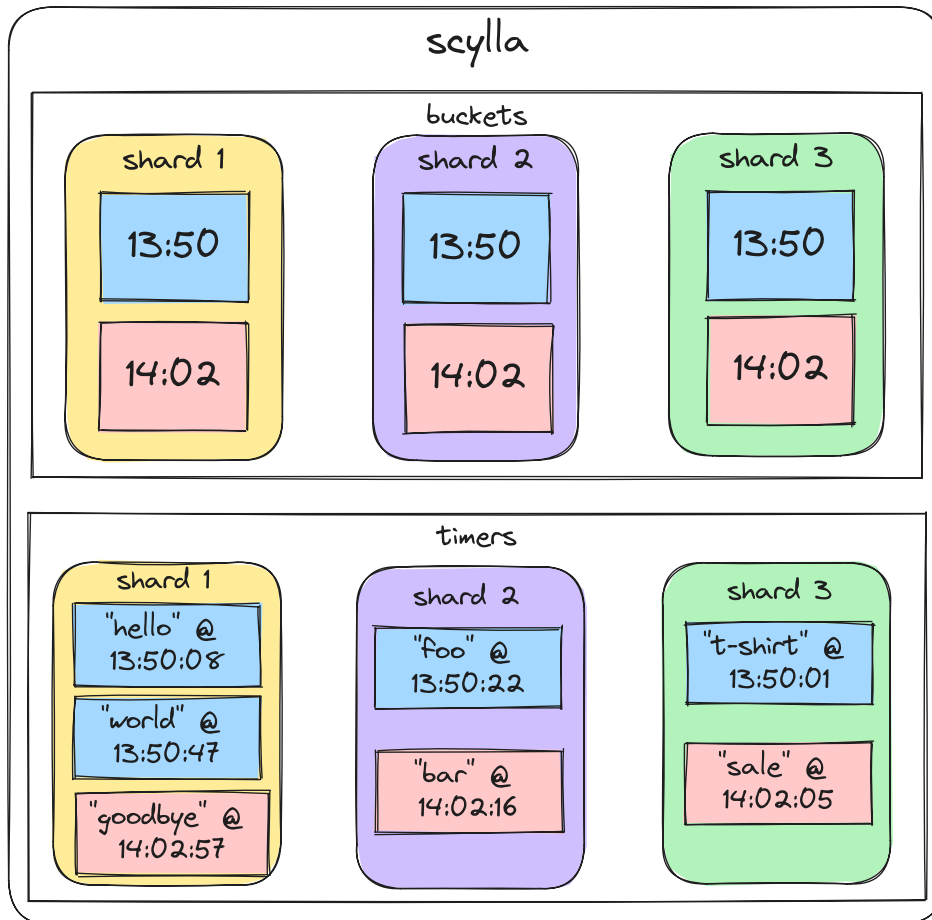 scylla
buckets
shard 1
13:50
14:02
shard 2
13:50
14:02
shard 3
13:50
14:02
timers
shard 1
"hello" @
13:50:08
"world" @
13:50:47
"goodbye" @
14:02:57
shard 2
"foo" @
13:50:22
"bar" @
14:02:16
shard 3
"t-shirt" @
13:50:01
"sale" @
14:02:05